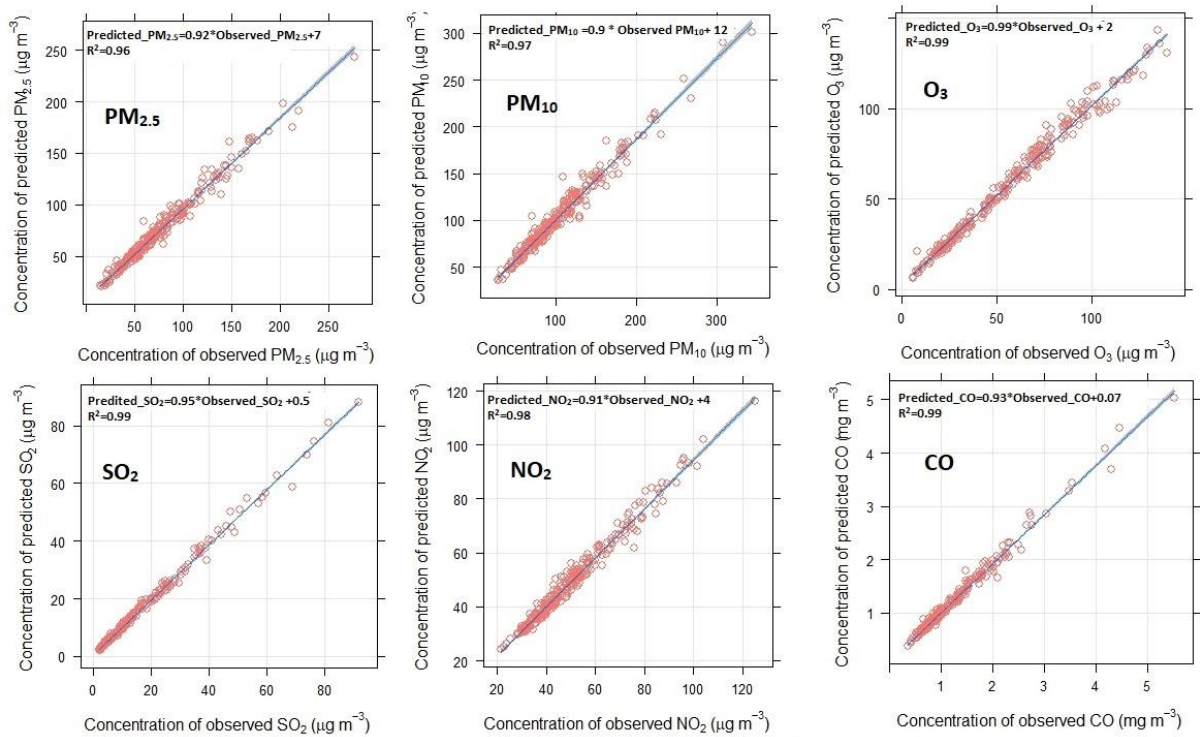 Predicted_PM2.5=0.92*Observed_PM2.5+7
R²=0.96
PM2.5
250
200
150
100
50
50 100 150 200 250
Concentration of predicted PM2.5 (μg m−3)
Concentration of observed PM2.5 (μg m−3)
Predicted_PM10 =0.9 * Observed PM10+ 12
R²=0.97
PM10
300
250
200
150
100
50
100 200 300
Concentration of predicted PM10 (μg m−3)
Concentration of observed PM10 (μg m−3)
Predicted_O3=0.99*Observed_O3 + 2
R²=0.99
O3
100
50
0
0 50 100
Concentration of predicted O3 (μg m−3)
Concentration of observed O3 (μg m−3)
Predited_SO2=0.95*Observed_SO2 +0.5
R²=0.99
SO2
80
60
40
20
0
0 20 40 60 80
Concentration of predicted SO2 (μg m−3)
Concentration of observed SO2 (μg m−3)
Predicted_NO2=0.91*Observed_NO2 +4
R²=0.98
NO2
120
100
80
60
40
20
20 40 60 80 100 120
Concentration of predicted NO2 (μg m−3)
Concentration of observed NO2 (μg m−3)
Predicted_CO=0.93*Observed_CO+0.07
R²=0.99
CO
5
4
3
2
1
1 2 3 4 5
Concentration of predicted CO (mg m−3)
Concentration of observed CO (mg m−3)